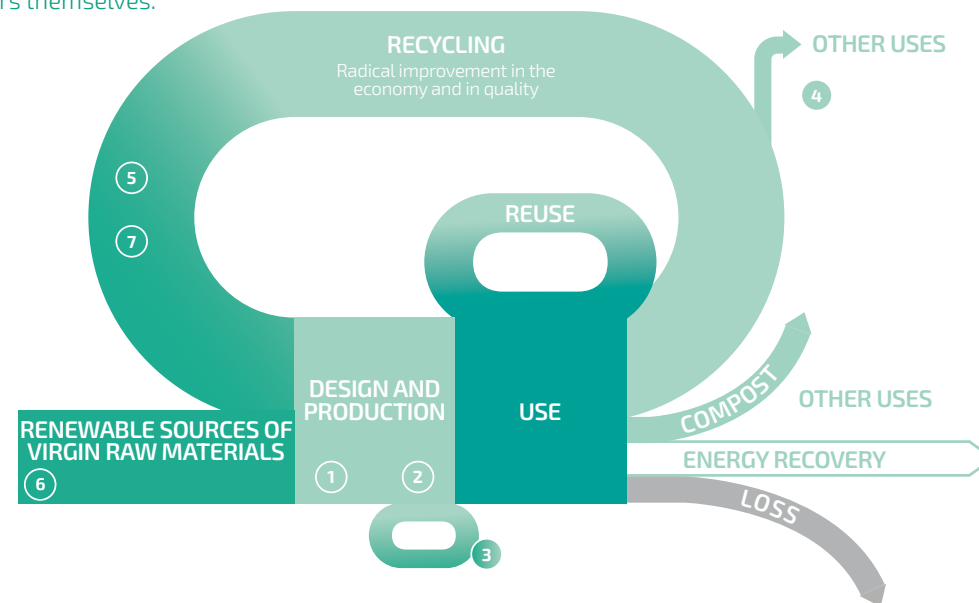 rs themselves.
RECYCLING
Radical improvement in the
economy and in quality
OTHER USES
4
5
7
REUSE
DESIGN AND
PRODUCTION
1
2
USE
COMPOST
OTHER USES
RENEWABLE SOURCES OF
VIRGIN RAW MATERIALS
6
ENERGY RECOVERY
LOSS
3